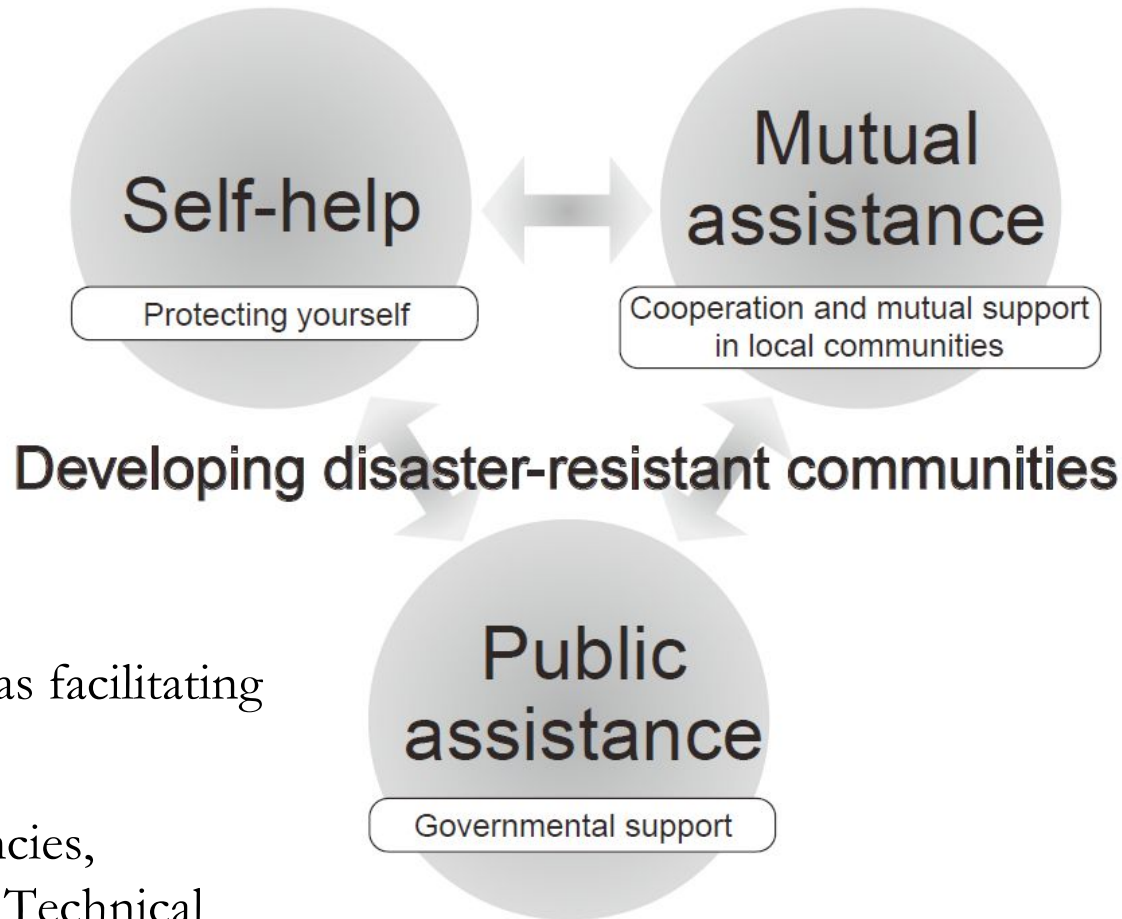 Self-help
Protecting yourself
Mutual
assistance
Cooperation and mutual support
in local communities
Developing disaster-resistant communities
Public
assistance
Governmental support
as facilitating
Technical